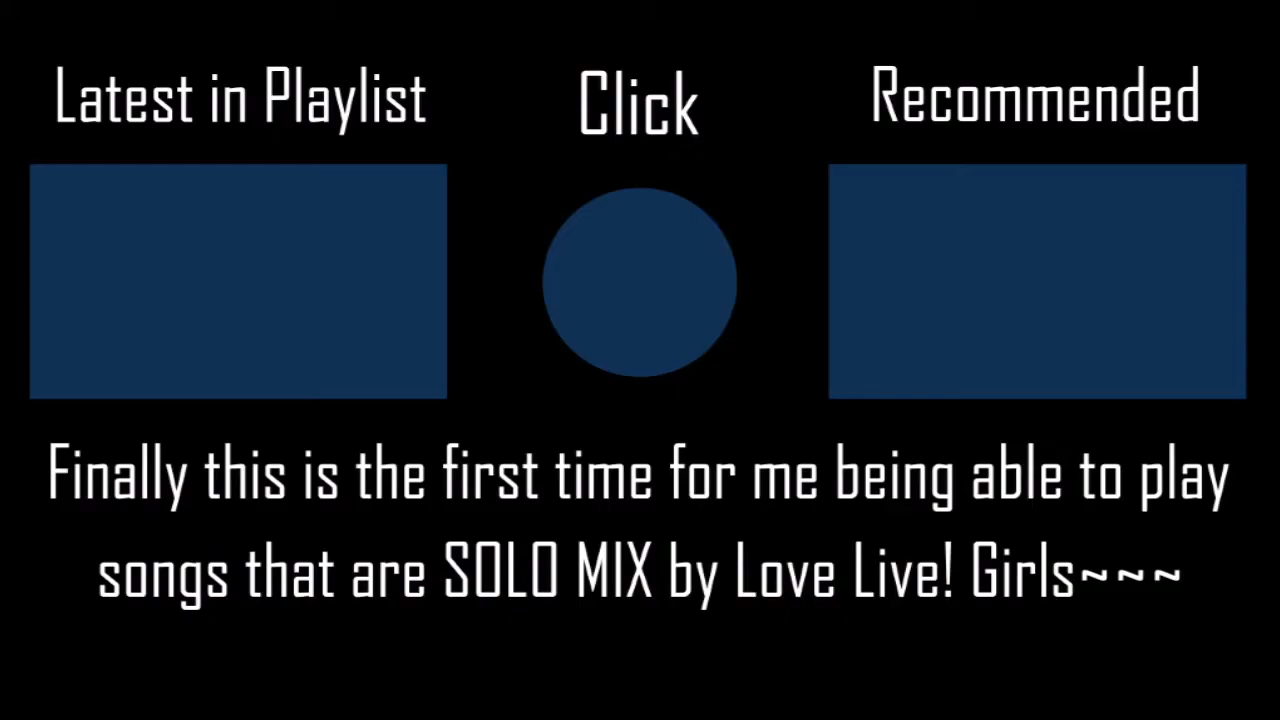 Latest in Playlist
Click
Recommended
Finally this is the first time for me being able to play
songs that are SOLO MIX by Love Live! Girls~~~